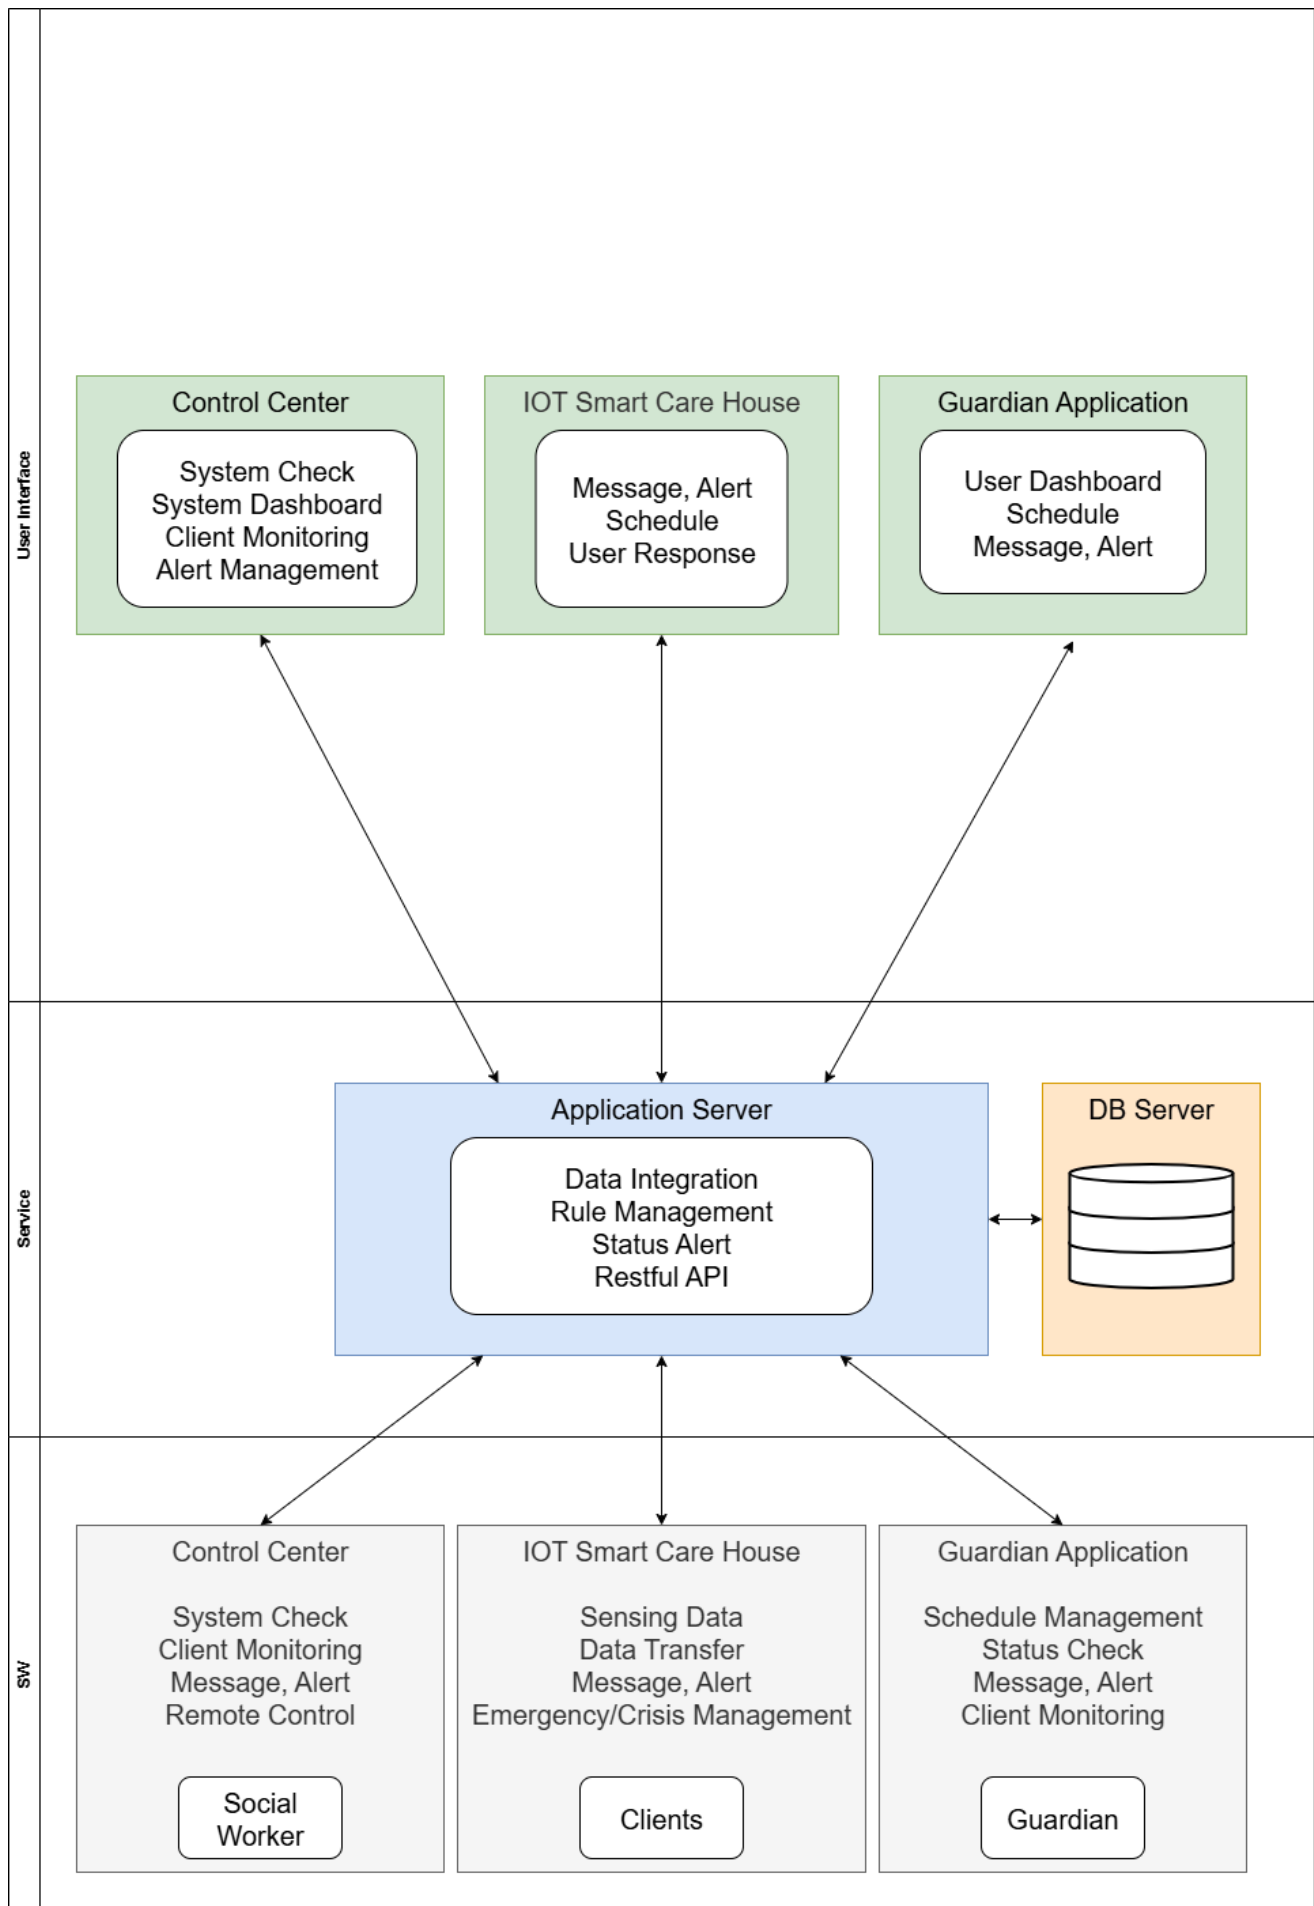 User Interface
Control Center
System Check
System Dashboard
Client Monitoring
Alert Management
IOT Smart Care House
Message, Alert
Schedule
User Response
Guardian Application
User Dashboard
Schedule
Message, Alert
Service
Application Server
Data Integration
Rule Management
Status Alert
Restful API
DB Server
SW
Control Center
System Check
Client Monitoring
Message, Alert
Remote Control
Social
Worker
IOT Smart Care House
Sensing Data
Data Transfer
Message, Alert
Emergency/Crisis Management
Clients
Guardian Application
Schedule Management
Status Check
Message, Alert
Client Monitoring
Guardian